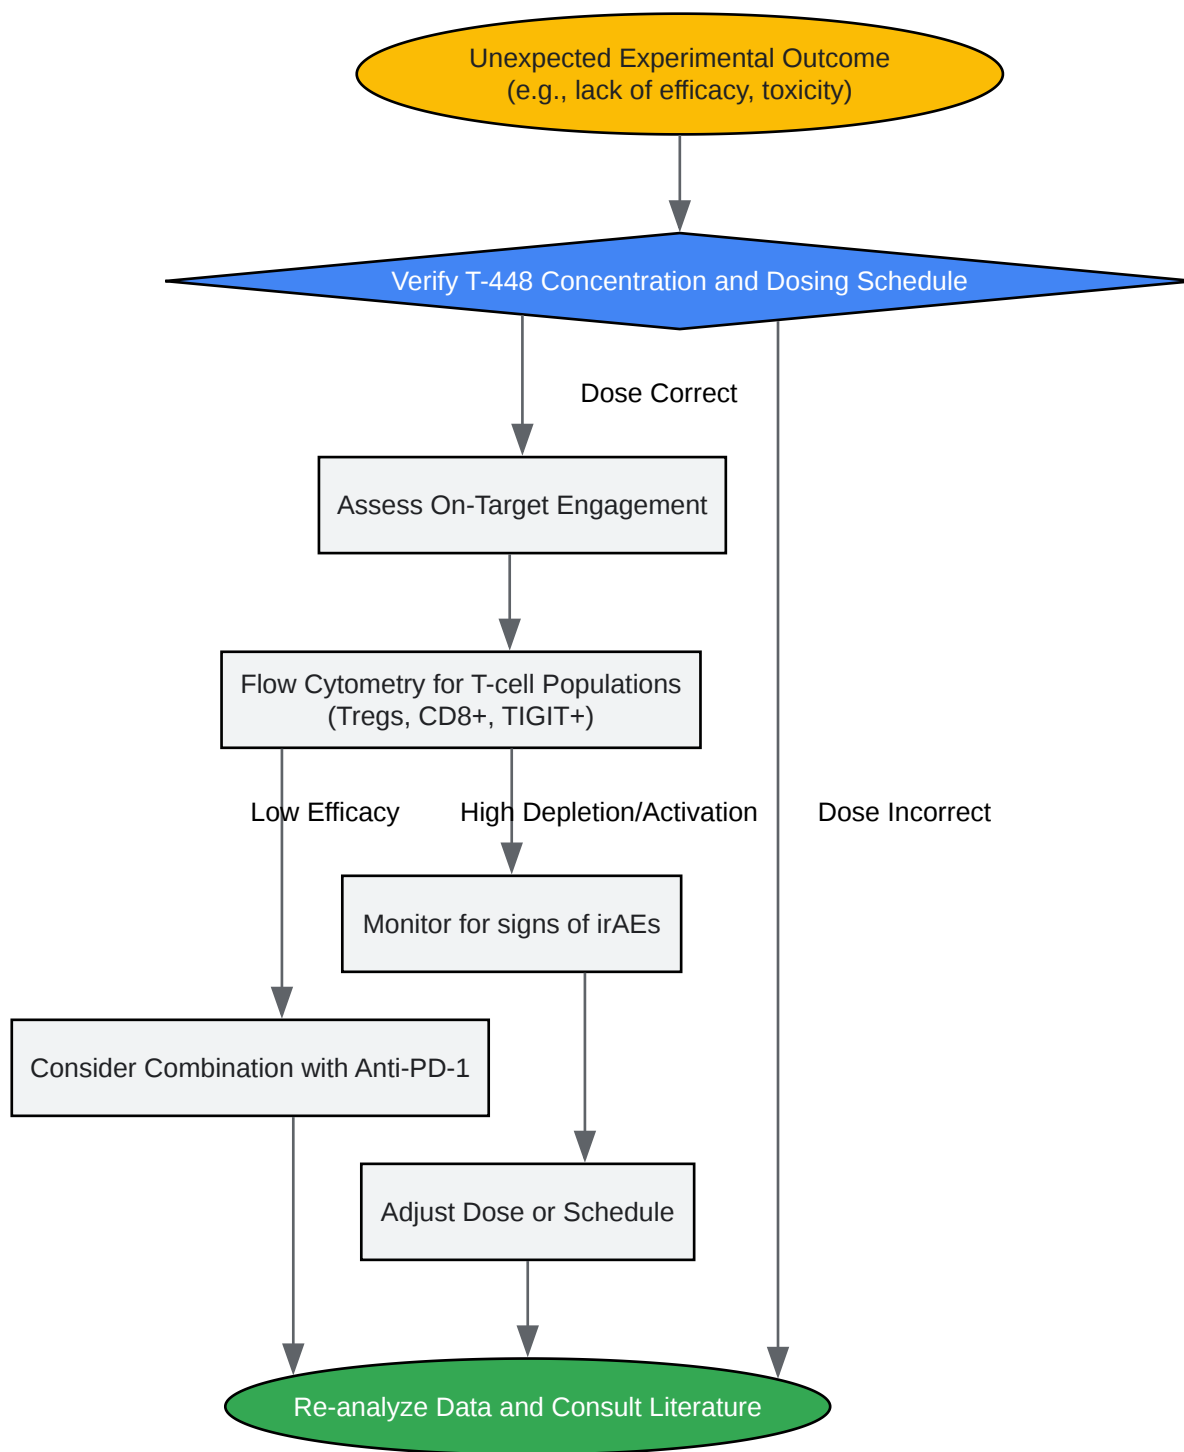 Unexpected Experimental Outcome
(e.g., lack of efficacy, toxicity)
Verify T-448 Concentration and Dosing Schedule
Dose Correct
Assess On-Target Engagement
Flow Cytometry for T-cell Populations
(Tregs, CD8+, TIGIT+)
Low Efficacy
High Depletion/Activation
Dose Incorrect
Monitor for signs of irAEs
Consider Combination with Anti-PD-1
Adjust Dose or Schedule
Re-analyze Data and Consult Literature